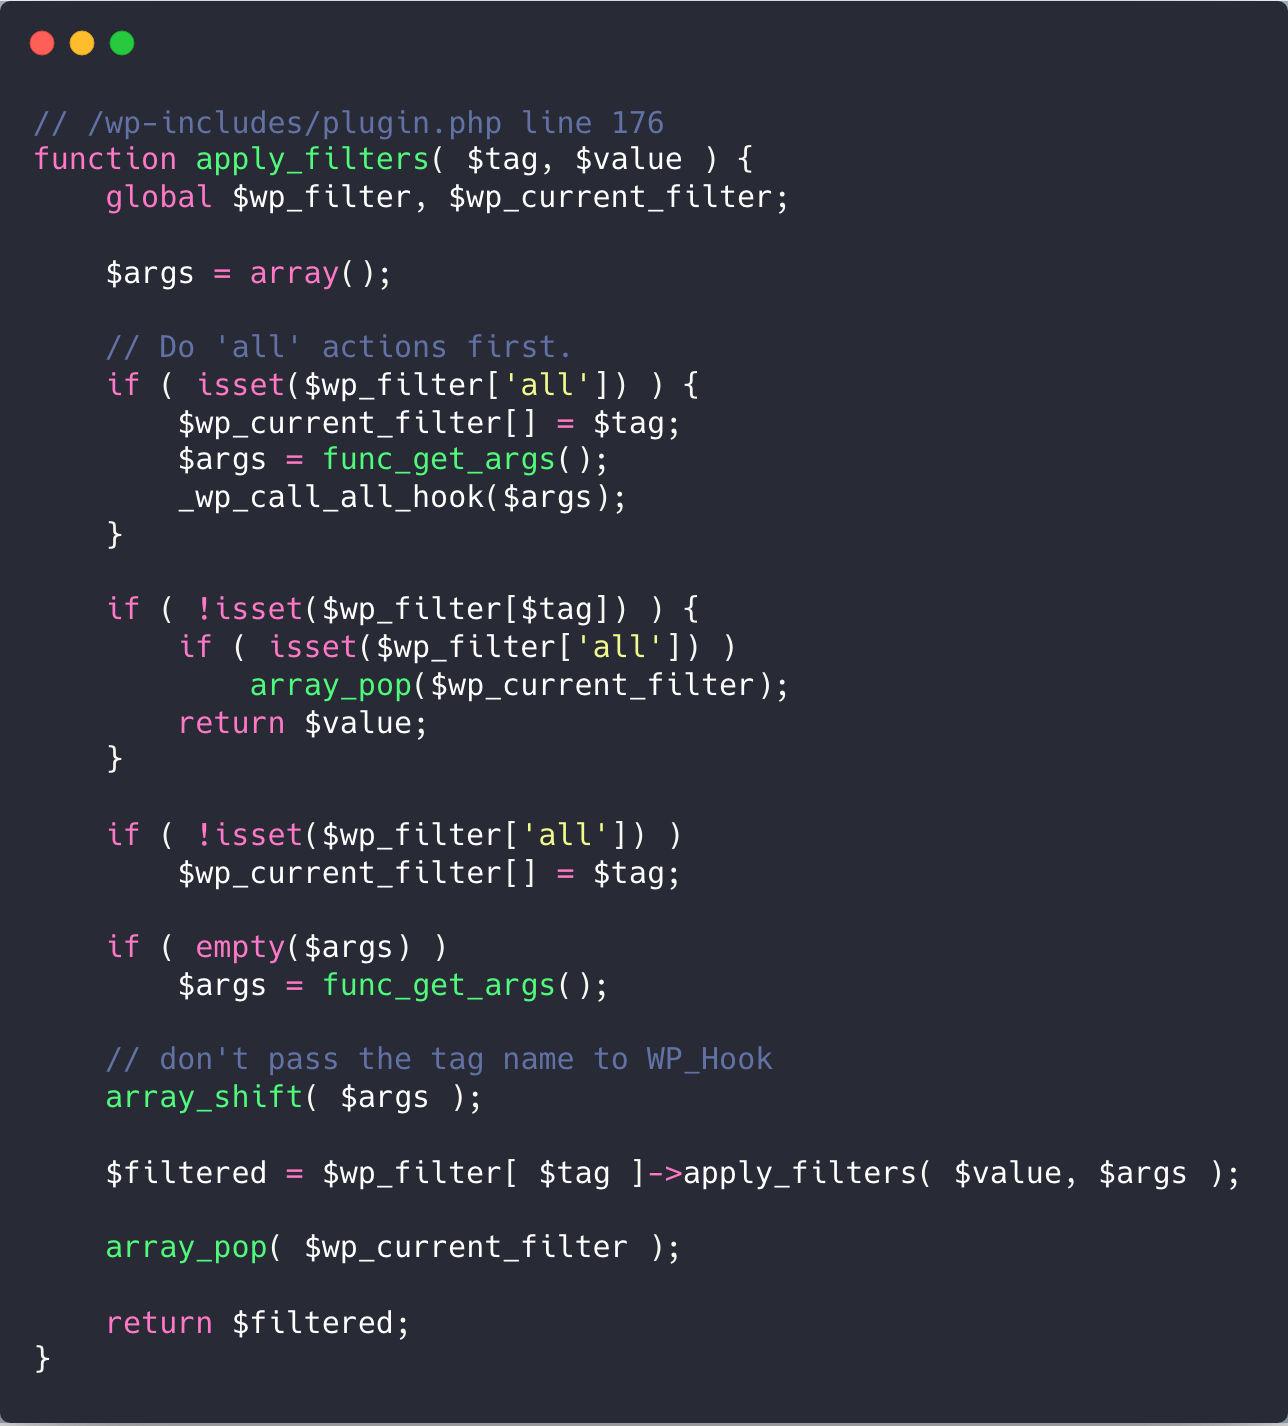 // /wp-includes/plugin.php line 176
function apply_filters( $tag, $value ) {
    global $wp_filter, $wp_current_filter;

    $args = array();

    // Do 'all' actions first.
    if ( isset($wp_filter['all']) ) {
        $wp_current_filter[] = $tag;
        $args = func_get_args();
        _wp_call_all_hook($args);
    }

    if ( !isset($wp_filter[$tag]) ) {
        if ( isset($wp_filter['all']) )
            array_pop($wp_current_filter);
        return $value;
    }

    if ( !isset($wp_filter['all']) )
        $wp_current_filter[] = $tag;

    if ( empty($args) )
        $args = func_get_args();

    // don't pass the tag name to WP_Hook
    array_shift( $args );

    $filtered = $wp_filter[ $tag ]->apply_filters( $value, $args );

    array_pop( $wp_current_filter );

    return $filtered;
}